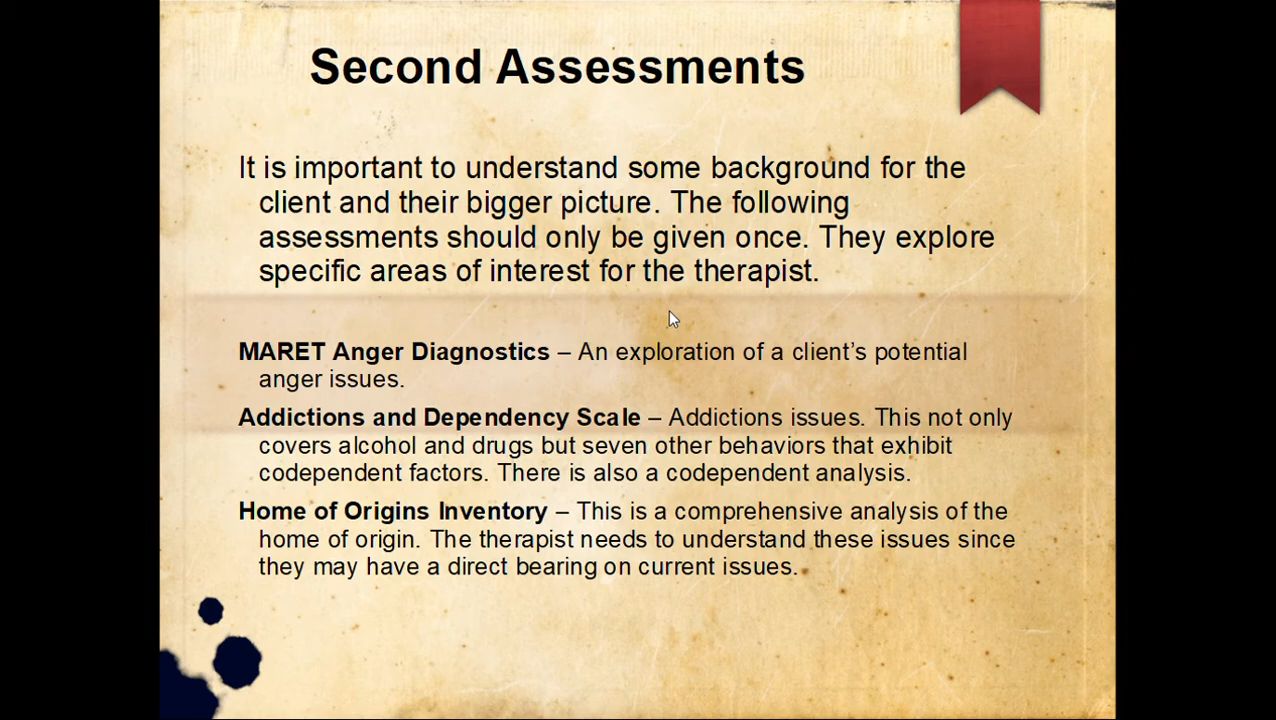 Second Assessments
It is important to understand some background for the
client and their bigger picture. The following
assessments should only be given once. They explore
specific areas of interest for the therapist.
MARET Anger Diagnostics – An exploration of a client’s potential
anger issues.
Addictions and Dependency Scale – Addictions issues. This not only
covers alcohol and drugs but seven other behaviors that exhibit
codependent factors. There is also a codependent analysis.
Home of Origins Inventory – This is a comprehensive analysis of the
home of origin. The therapist needs to understand these issues since
they may have a direct bearing on current issues.